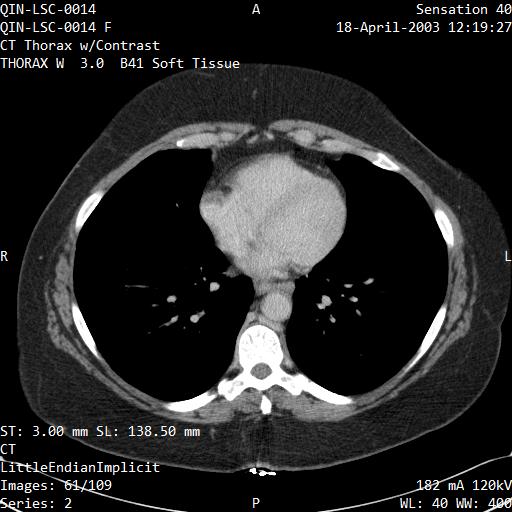 QIN-LSC-0014
A
Sensation 40
QIN-LSC-0014 F
18-April-2003 12:19:27
CT Thorax w/Contrast
THORAX W 3.0 B41 Soft Tissue
R
L
ST: 3.00 mm SL: 138.50 mm
CT
LittleEndianImplicit
Images: 61/109
182 mA 120kV
Series: 2
P
WL: 40 WW: 400